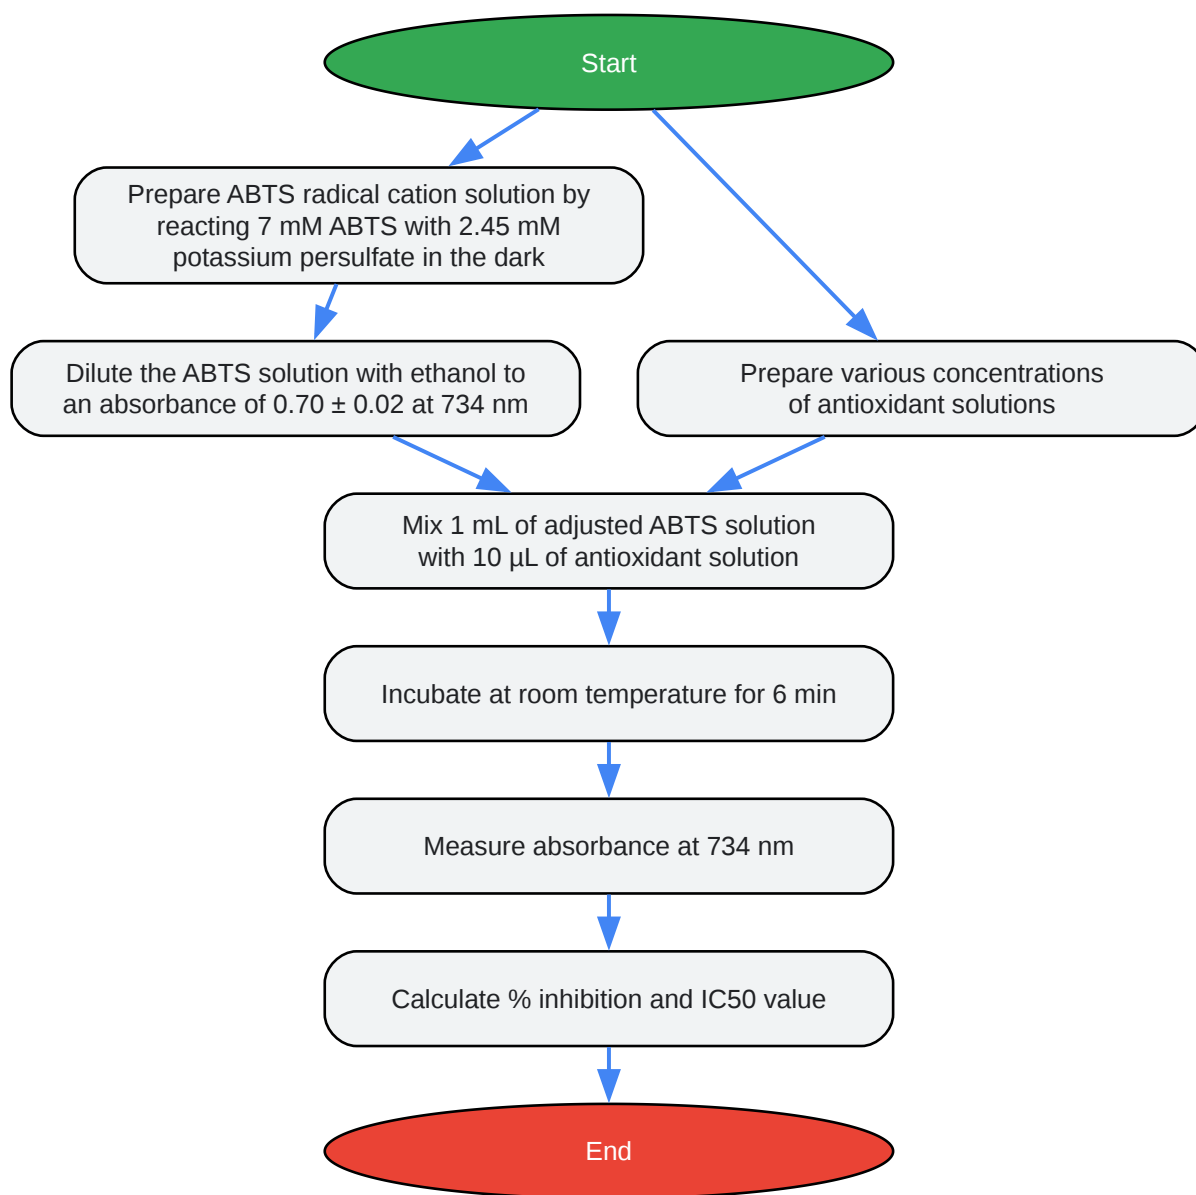 Start
Prepare ABTS radical cation solution by
reacting 7 mM ABTS with 2.45 mM
potassium persulfate in the dark
Dilute the ABTS solution with ethanol to
an absorbance of 0.70 ± 0.02 at 734 nm
Prepare various concentrations
of antioxidant solutions
Mix 1 mL of adjusted ABTS solution
with 10 µL of antioxidant solution
Incubate at room temperature for 6 min
Measure absorbance at 734 nm
Calculate % inhibition and IC50 value
End